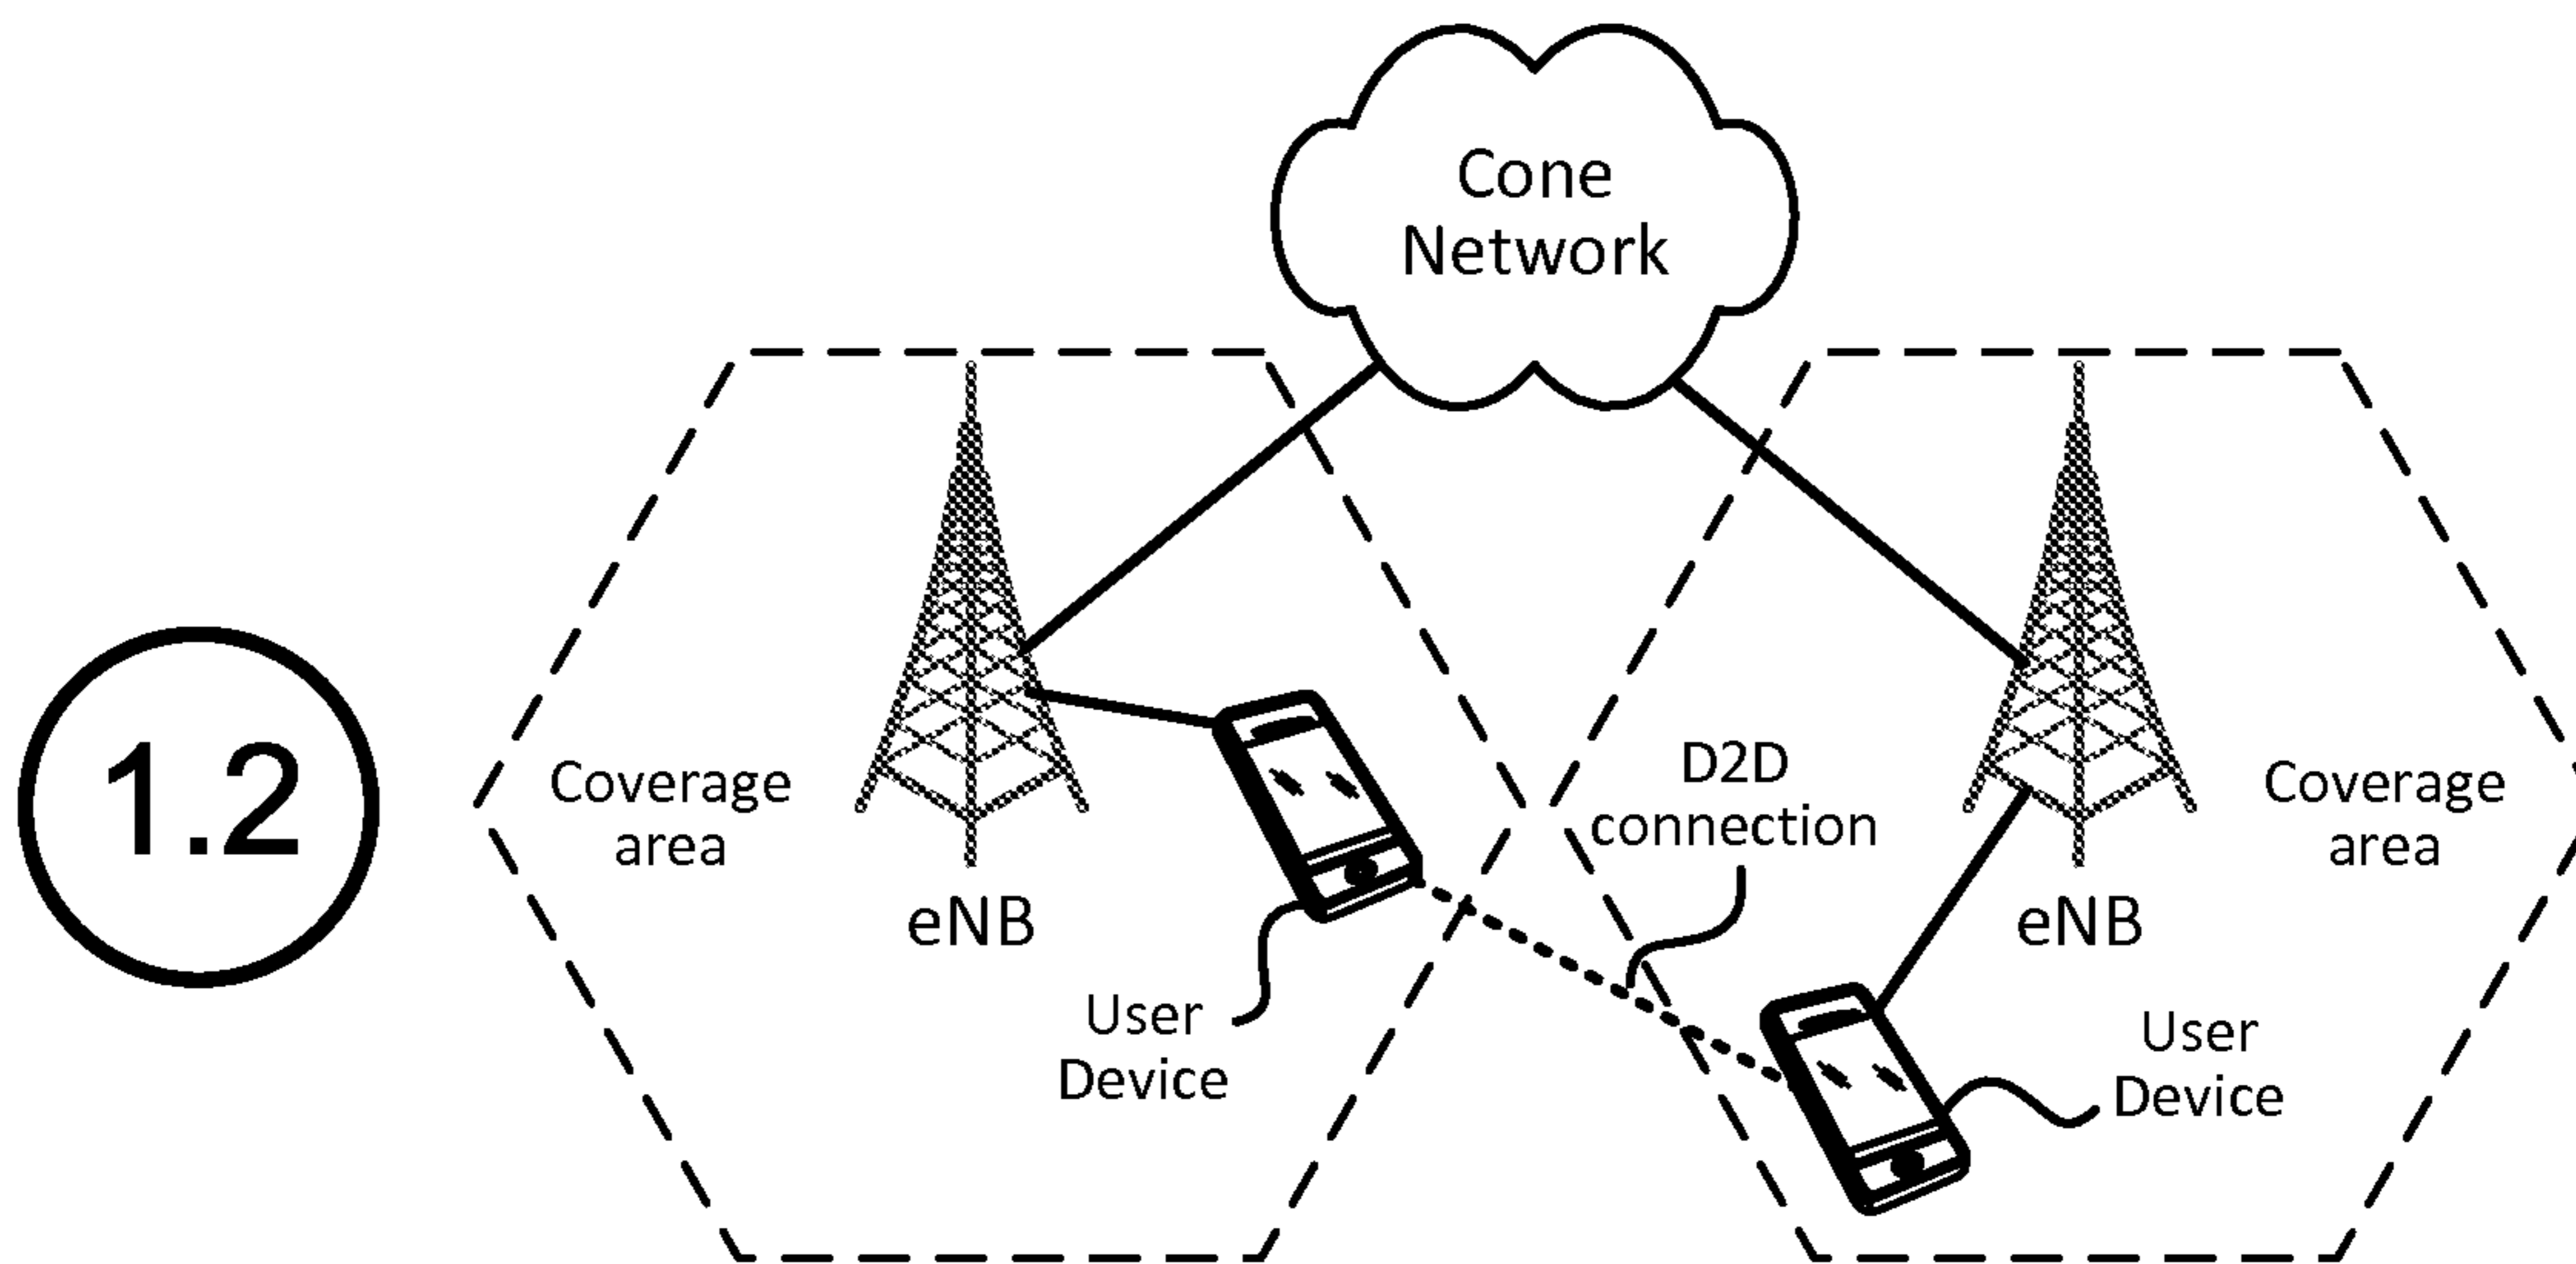 Cone
Network
1.2
Coverage
area
eNB
User
Device
D2D
connection
eNB
Coverage
area
User
Device